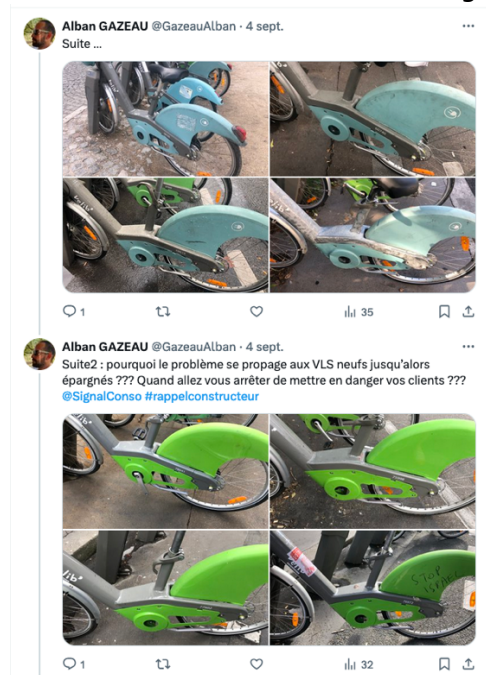 Alban GAZEAU @GazeauAlban · 4 sept.
Suite ...
1 35
Alban GAZEAU @GazeauAlban · 4 sept.
Suite2 : pourquoi le problème se propage aux VLS neufs jusqu'alors
épargnés ??? Quand allez vous arrêter de mettre en danger vos clients ???
@SignalConso #rappelconstructeur
STOP
1 32